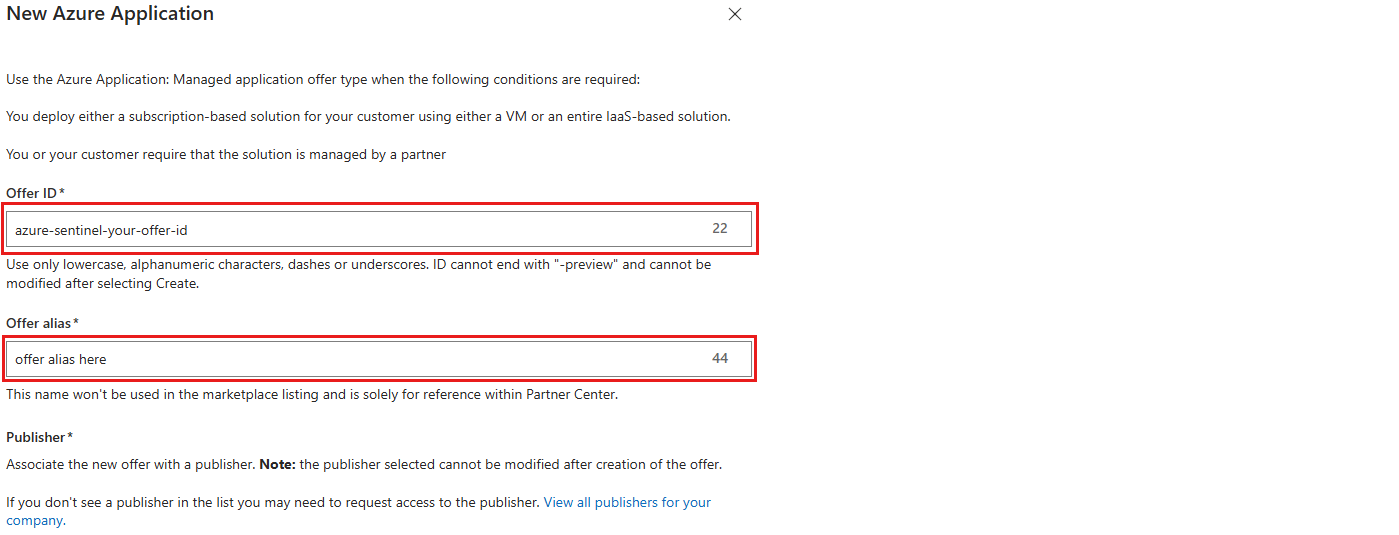 New Azure Application
Use the Azure Application: Managed application offer type when the following conditions are required:
You deploy either a subscription-based solution for your customer using either a VM or an entire IaaS-based solution.
You or your customer require that the solution is managed by a partner
Offer ID*
azure-sentinel-your-offer-id 22
Use only lowercase, alphanumeric characters, dashes or underscores. ID cannot end with "-preview" and cannot be
modified after selecting Create.
Offer alias*
offer alias here 44
This name won't be used in the marketplace listing and is solely for reference within Partner Center.
Publisher*
Associate the new offer with a publisher. Note: the publisher selected cannot be modified after creation of the offer.
If you don't see a publisher in the list you may need to request access to the publisher. View all publishers for your
company.